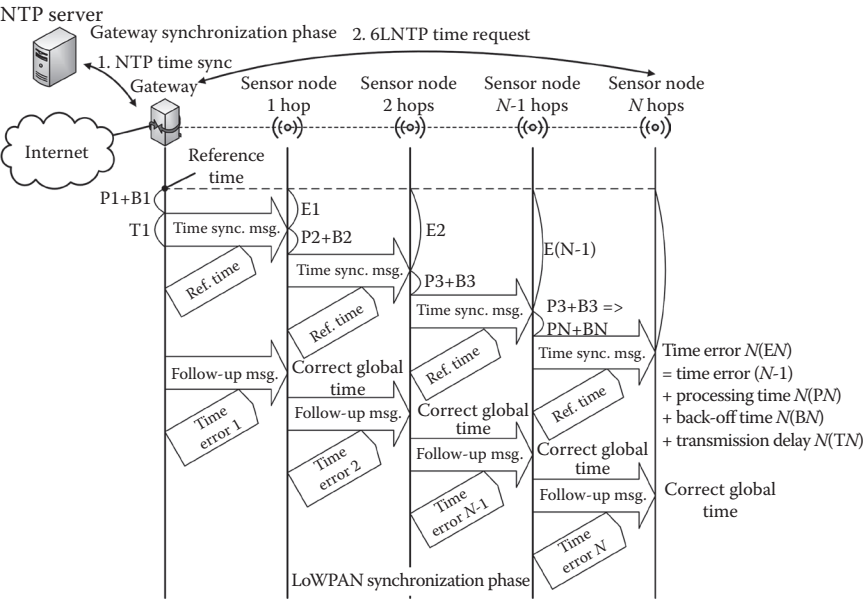 NTP server
Gateway synchronization phase
2. 6LNTP time request
1. NTP time sync
Gateway
Sensor node
1 hop
Sensor node
2 hops
Sensor node
N-1 hops
Sensor node
N hops
Internet
Reference
time
P1+B1
T1
E1
Time sync. msg.
P2+B2
E2
E(N-1)
Ref. time
Time sync. msg.
P3+B3
Ref. time
Time sync. msg.
P3+B3 =>
PN+BN
Ref. time
Time sync. msg.
Ref. time
Time error N(EN)
= time error (N-1)
+ processing time N(PN)
+ back-off time N(BN)
+ transmission delay N(TN)
Follow-up msg.
Correct global
time
Time
error 1
Follow-up msg.
Correct global
time
Time
error 2
Follow-up msg.
Correct global
time
Time
error N-1
Follow-up msg.
Correct global
time
Time
error N
LoWPAN synchronization phase